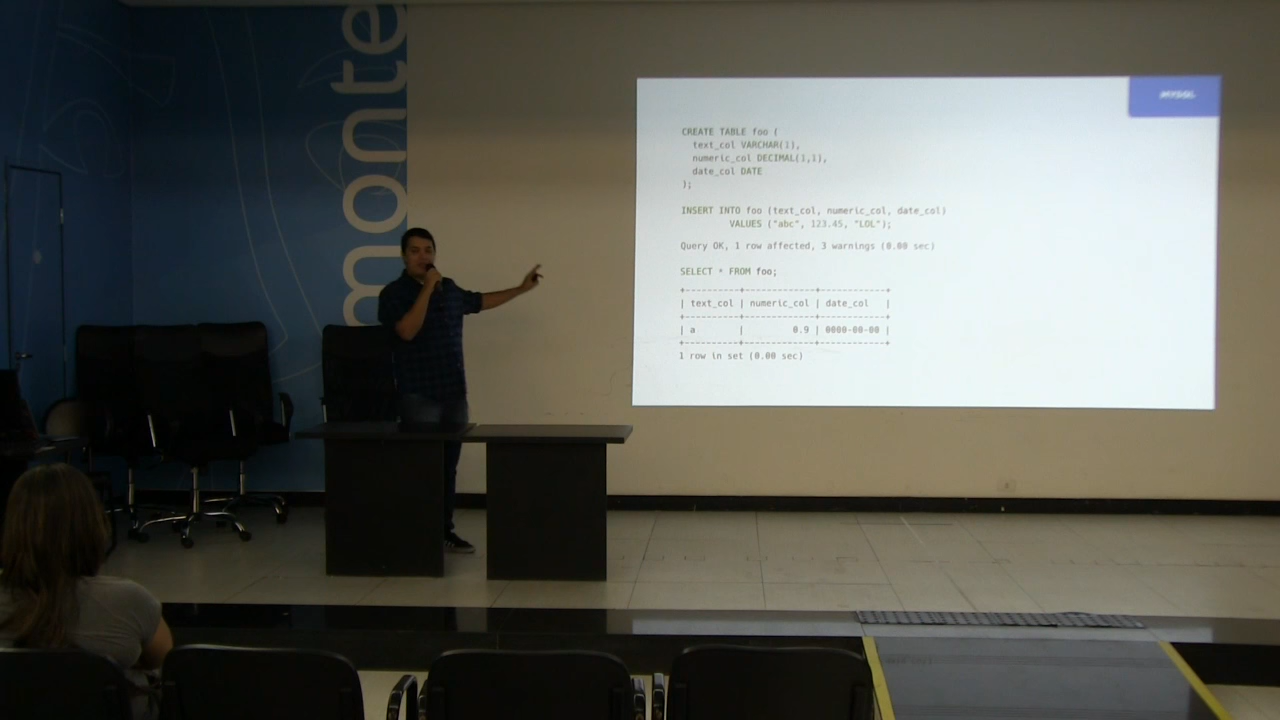 monte
MySQL
CREATE TABLE foo (
text_col VARCHAR(1),
numeric_col DECIMAL(1,1),
date_col DATE
);
INSERT INTO foo (text_col, numeric_col, date_col)
VALUES ("abc", 123.45, "LOL");
Query OK, 1 row affected, 3 warnings (0.00 sec)
SELECT * FROM foo;
+----------+-------------+------------+
| text_col | numeric_col | date_col |
+----------+-------------+------------+
| a | 0.9 | 0000-00-00 |
+----------+-------------+------------+
1 row in set (0.00 sec)